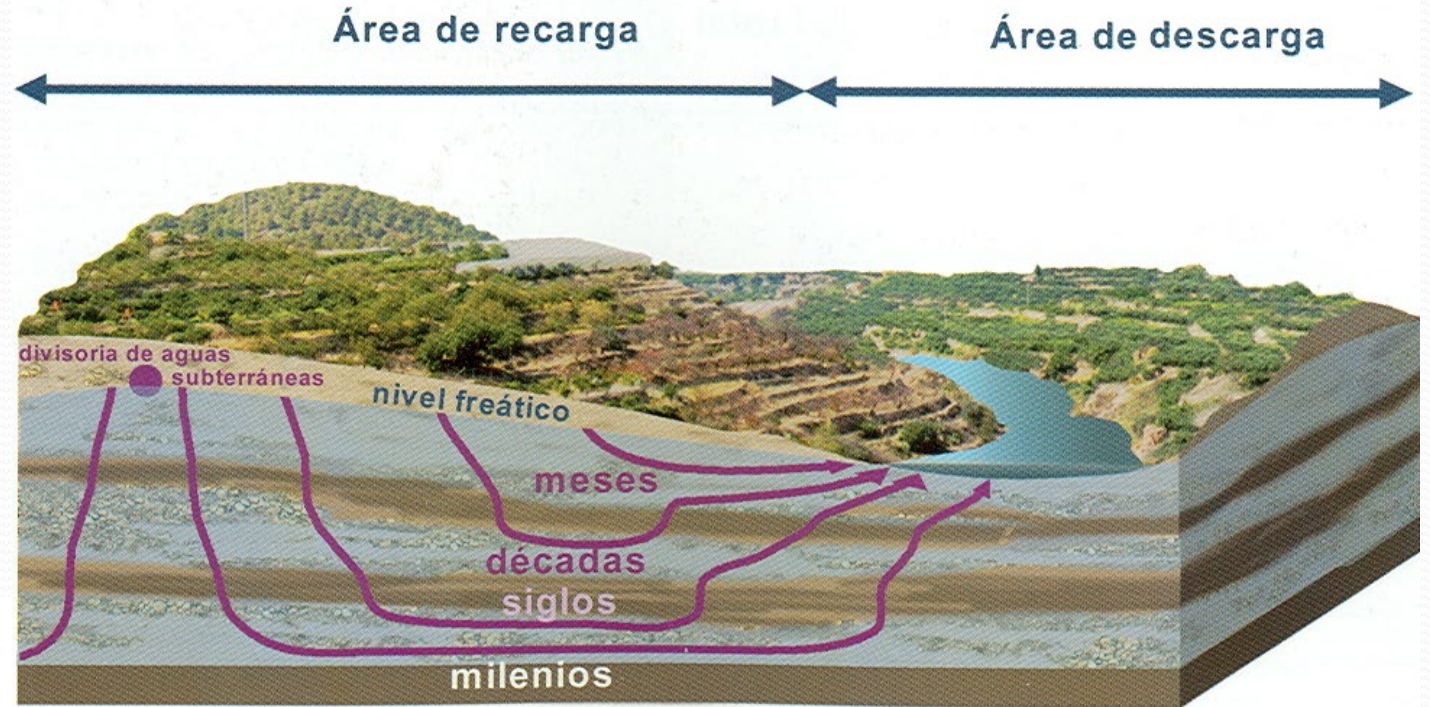 Área de recarga
Área de descarga
divisoria de aguas
subterráneas
nivel freático
meses
décadas
siglos
milenios